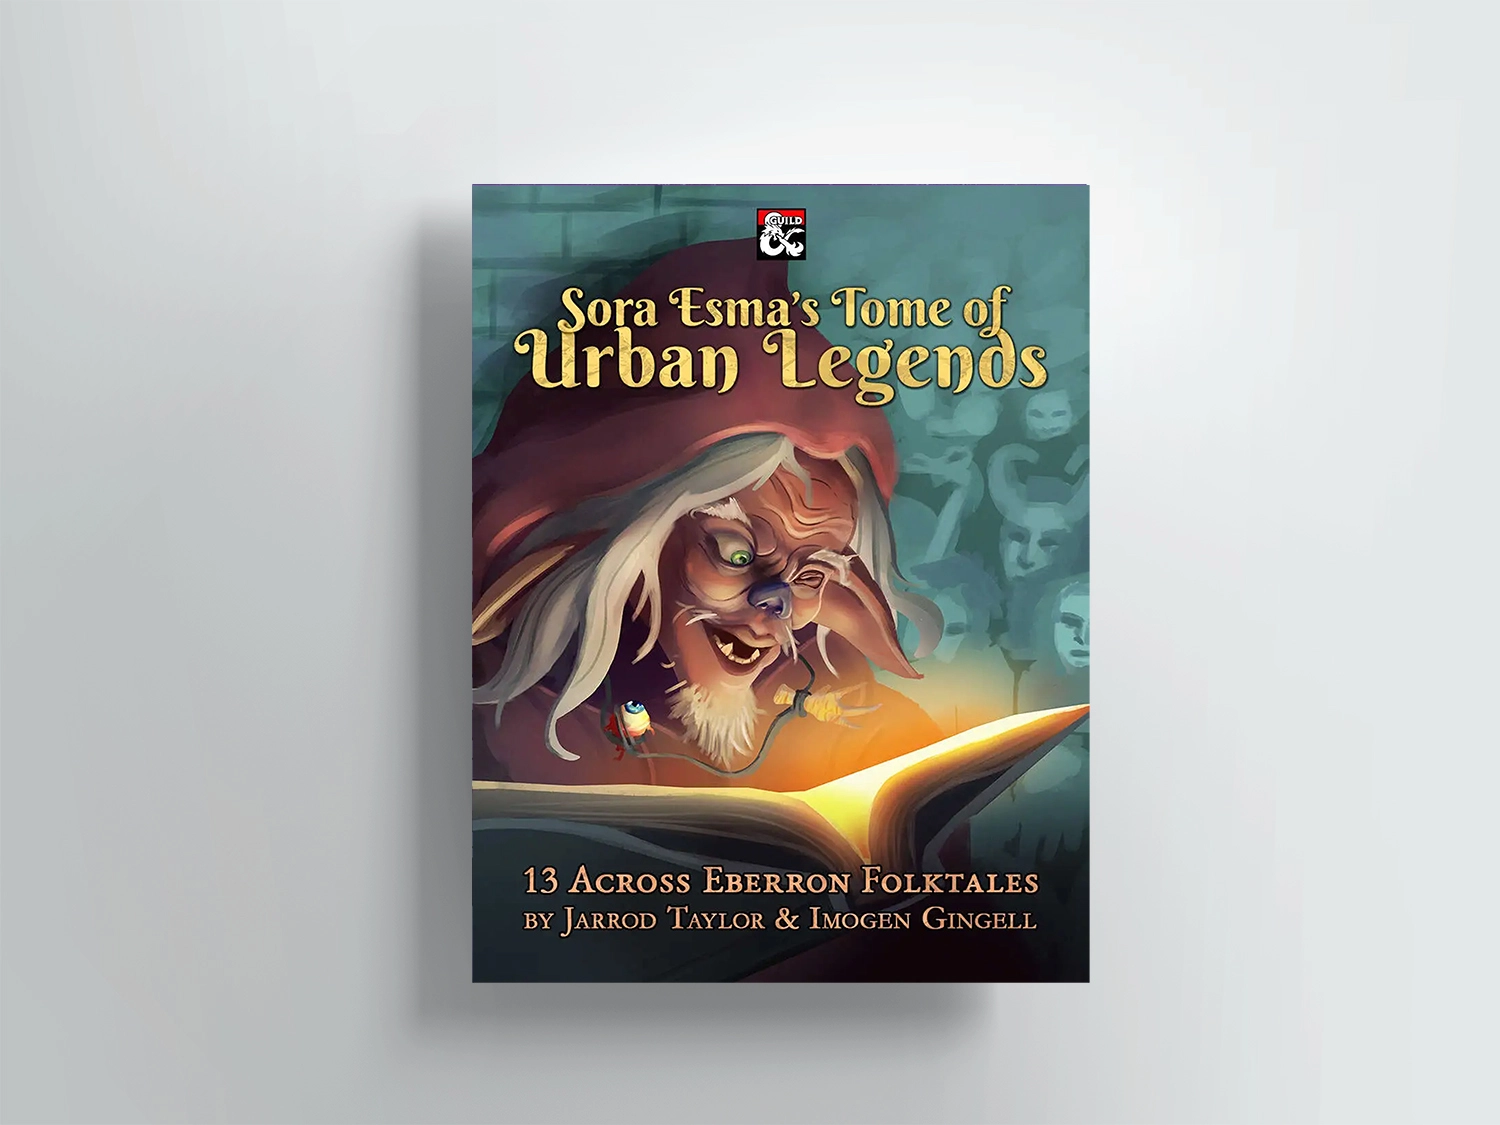 GUILD
Sora Esma's Tome of
Urban Legends
13 Across Eberron Folktales
by Jarrod Taylor & Imogen Gingell